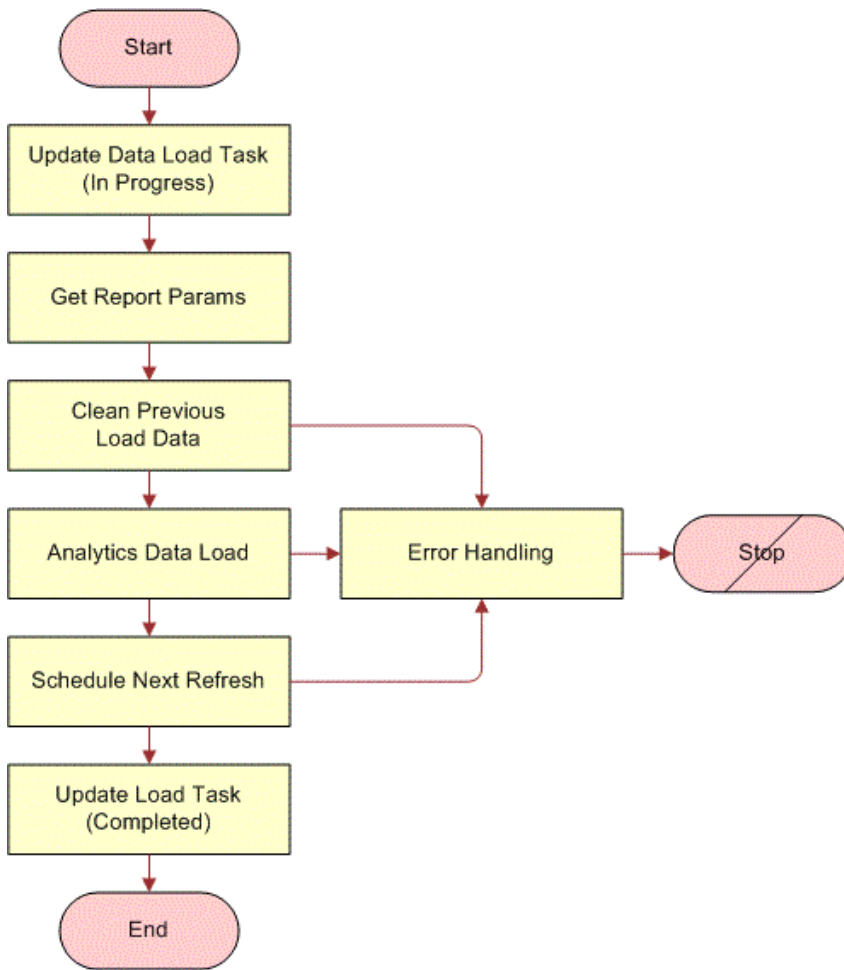 Start
Update Data Load Task
(In Progress)
Get Report Params
Clean Previous
Load Data
Analytics Data Load
Error Handling
Stop
Schedule Next Refresh
Update Load Task
(Completed)
End